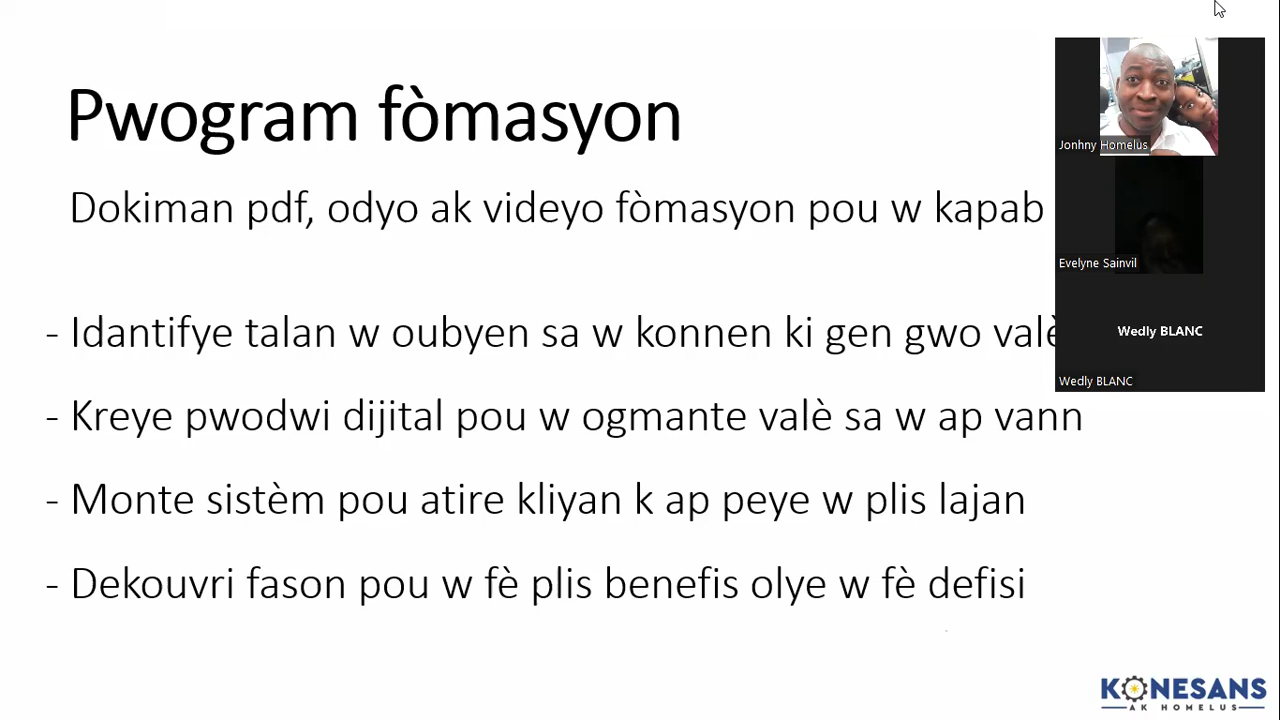 Pwogram fòmasyon
Dokiman pdf, odyo ak videyo fòmasyon pou w kapab
- Idantifye talan w oubyen sa w konnen ki gen gwo valè
- Kreye pwodwi dijital pou w ogmante valè sa w ap vann
- Monte sistèm pou atire kliyan k ap peye w plis lajan
- Dekouvri fason pou w fè plis benefis olye w fè defisi
Jonhny Homelus
Evelyne Sainvil
Wedly BLANC
Wedly BLANC
KONESANS
AK HOMELUS